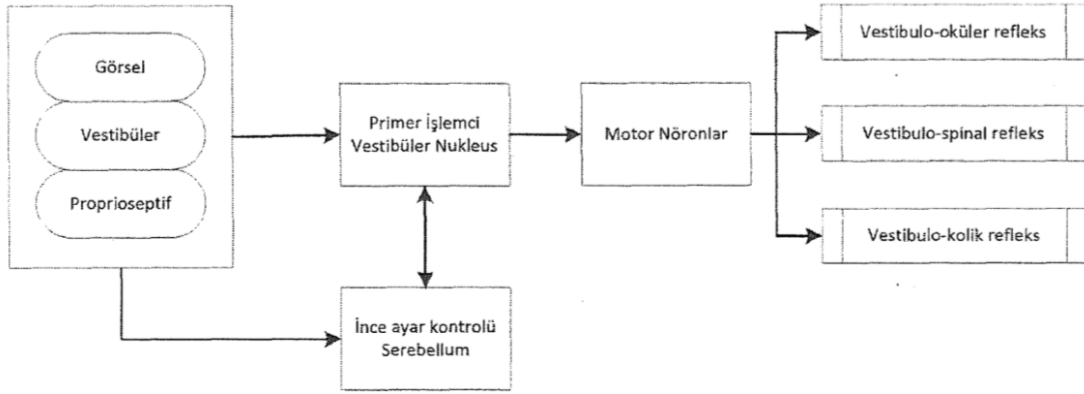 Görsel
Vestibüler
Proprioseptif
Primer İşlemci
Vestibüler Nukleus
İnce ayar kontrolü
Serebellum
Motor Nöronlar
Vestibulo-oküler refleks
Vestibulo-spinal refleks
Vestibulo-kolik refleks